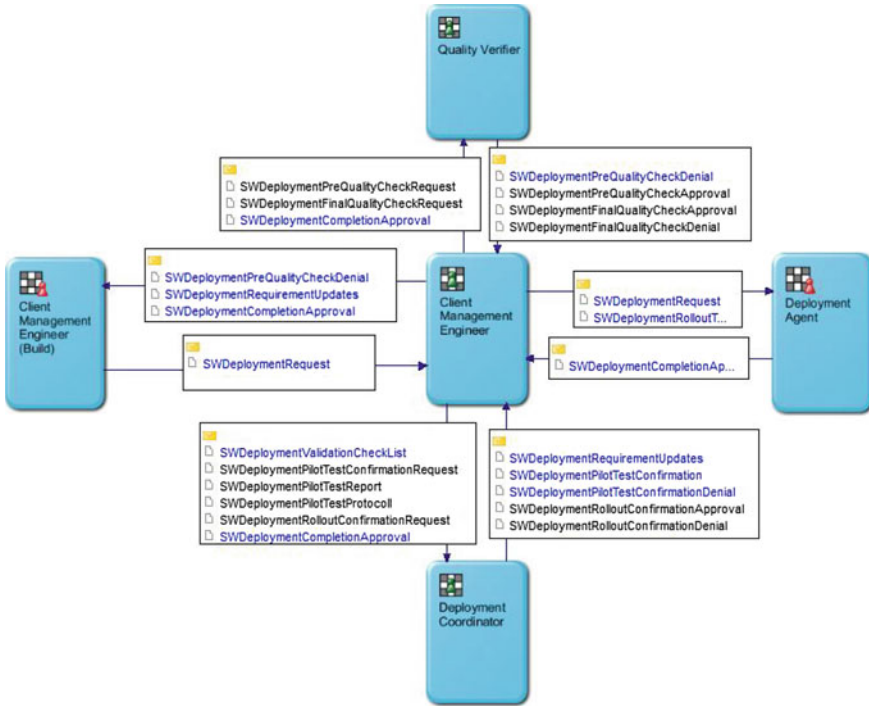 Quality Verifier
SWDeploymentPreQualityCheckRequest
SWDeploymentFinalQualityCheckRequest
SWDeploymentCompletionApproval
SWDeploymentPreQualityCheckDenial
SWDeploymentPreQualityCheckApproval
SWDeploymentFinalQualityCheckApproval
SWDeploymentFinalQualityCheckDenial
Client
Management
Engineer
(Build)
SWDeploymentPreQualityCheckDenial
SWDeploymentRequirementUpdates
SWDeploymentCompletionApproval
SWDeploymentRequest
Client
Management
Engineer
SWDeploymentRequest
SWDeploymentRolloutT...
SWDeploymentCompletionAp...
Deployment
Agent
SWDeploymentValidationCheckList
SWDeploymentPilotTestConfirmationRequest
SWDeploymentPilotTestReport
SWDeploymentPilotTestProtocoll
SWDeploymentRolloutConfirmationRequest
SWDeploymentCompletionApproval
SWDeploymentRequirementUpdates
SWDeploymentPilotTestConfirmation
SWDeploymentPilotTestConfirmationDenial
SWDeploymentRolloutConfirmationApproval
SWDeploymentRolloutConfirmationDenial
Deployment
Coordinator